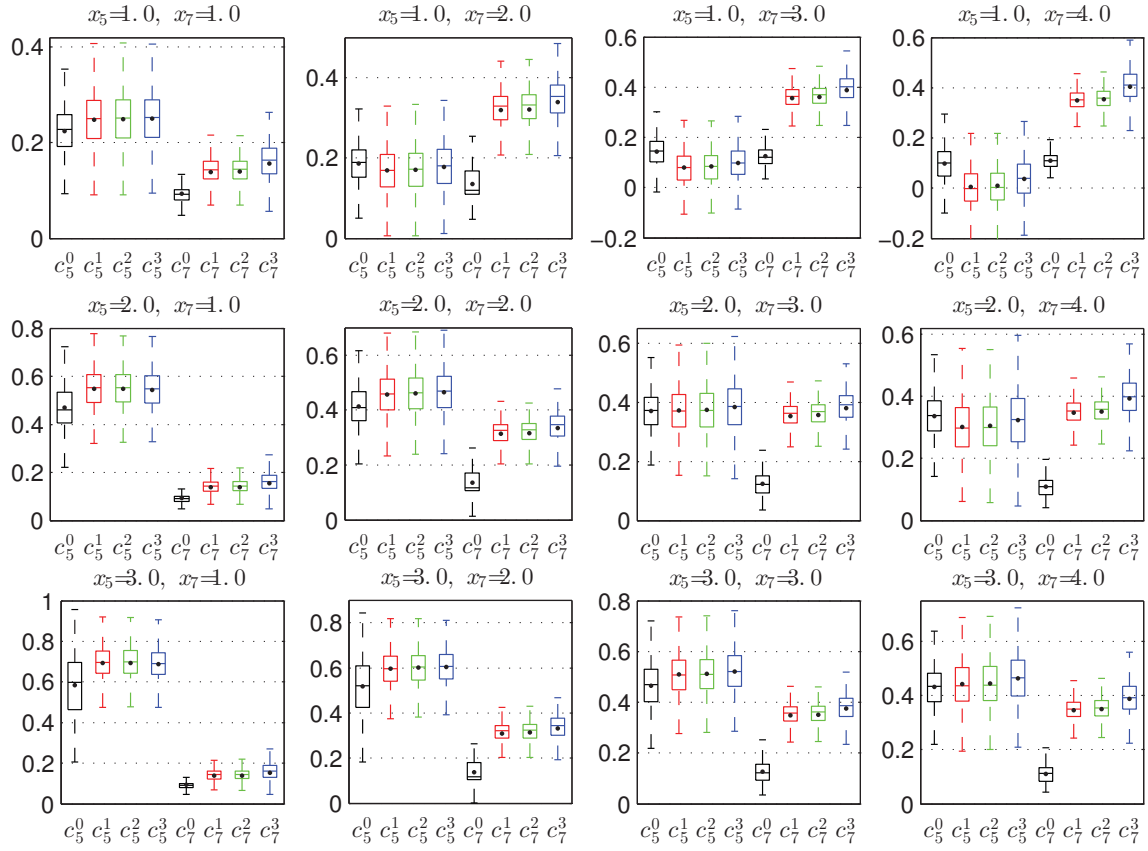 x₅=1.0, x₇=1.0
x₅=1.0, x₇=2.0
x₅=1.0, x₇=3.0
x₅=1.0, x₇=4.0
0.4
0.2
0
0.4
0.2
0
0.6
0.4
0.2
0
−0.2
0.6
0.4
0.2
0
−0.2
c₅⁰ c₅¹ c₅² c₅³ c₇⁰ c₇¹ c₇² c₇³
c₅⁰ c₅¹ c₅² c₅³ c₇⁰ c₇¹ c₇² c₇³
c₅⁰ c₅¹ c₅² c₅³ c₇⁰ c₇¹ c₇² c₇³
c₅⁰ c₅¹ c₅² c₅³ c₇⁰ c₇¹ c₇² c₇³
x₅=2.0, x₇=1.0
x₅=2.0, x₇=2.0
x₅=2.0, x₇=3.0
x₅=2.0, x₇=4.0
0.8
0.6
0.4
0.2
0
0.6
0.4
0.2
0
0.6
0.4
0.2
0
0.6
0.4
0.2
0
c₅⁰ c₅¹ c₅² c₅³ c₇⁰ c₇¹ c₇² c₇³
c₅⁰ c₅¹ c₅² c₅³ c₇⁰ c₇¹ c₇² c₇³
c₅⁰ c₅¹ c₅² c₅³ c₇⁰ c₇¹ c₇² c₇³
c₅⁰ c₅¹ c₅² c₅³ c₇⁰ c₇¹ c₇² c₇³
x₅=3.0, x₇=1.0
x₅=3.0, x₇=2.0
x₅=3.0, x₇=3.0
x₅=3.0, x₇=4.0
1
0.8
0.6
0.4
0.2
0
0.8
0.6
0.4
0.2
0
0.6
0.4
0.2
0
0.6
0.4
0.2
0
c₅⁰ c₅¹ c₅² c₅³ c₇⁰ c₇¹ c₇² c₇³
c₅⁰ c₅¹ c₅² c₅³ c₇⁰ c₇¹ c₇² c₇³
c₅⁰ c₅¹ c₅² c₅³ c₇⁰ c₇¹ c₇² c₇³
c₅⁰ c₅¹ c₅² c₅³ c₇⁰ c₇¹ c₇² c₇³